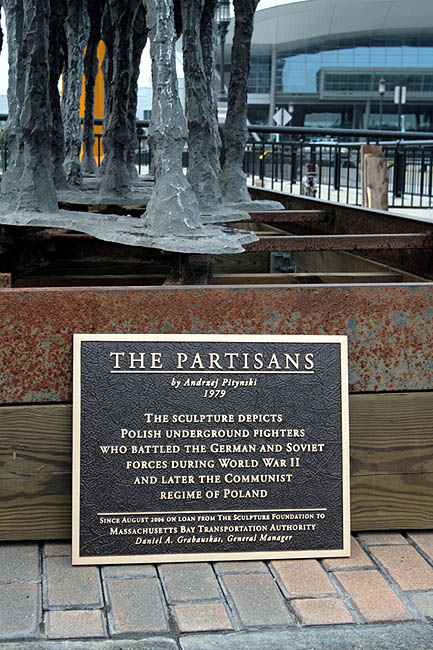 THE PARTISANS
by Andrzej Pitynski
1979
THE SCULPTURE DEPICTS
POLISH UNDERGROUND FIGHTERS
WHO BATTLED THE GERMAN AND SOVIET
FORCES DURING WORLD WAR II
AND LATER THE COMMUNIST
REGIME OF POLAND
SINCE AUGUST 2006 ON LOAN FROM THE SCULPTURE FOUNDATION TO
MASSACHUSETTS BAY TRANSPORTATION AUTHORITY
Daniel A. Grabauskas, General Manager